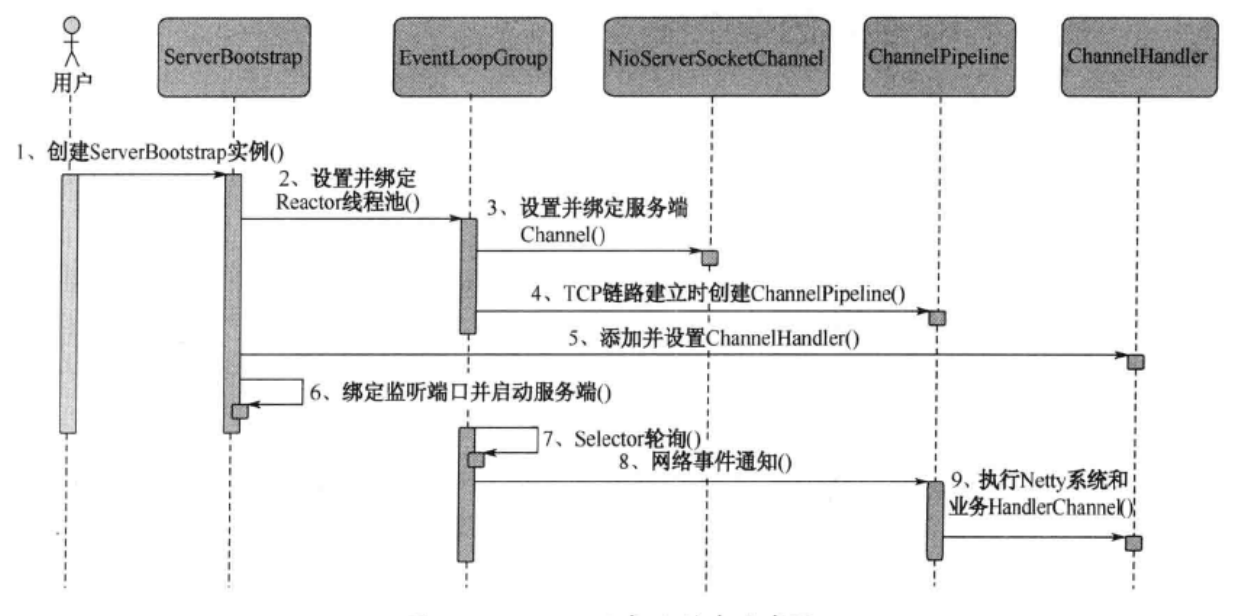 用户
ServerBootstrap
EventLoopGroup
NioServerSocketChannel
ChannelPipeline
ChannelHandler
1、创建ServerBootstrap实例()
2、设置并绑定
Reactor线程池()
3、设置并绑定服务端
Channel()
4、TCP链路建立时创建ChannelPipeline()
5、添加并设置ChannelHandler()
6、绑定监听端口并启动服务端()
7、Selector轮询()
8、网络事件通知()
9、执行Netty系统和
业务HandlerChannel()